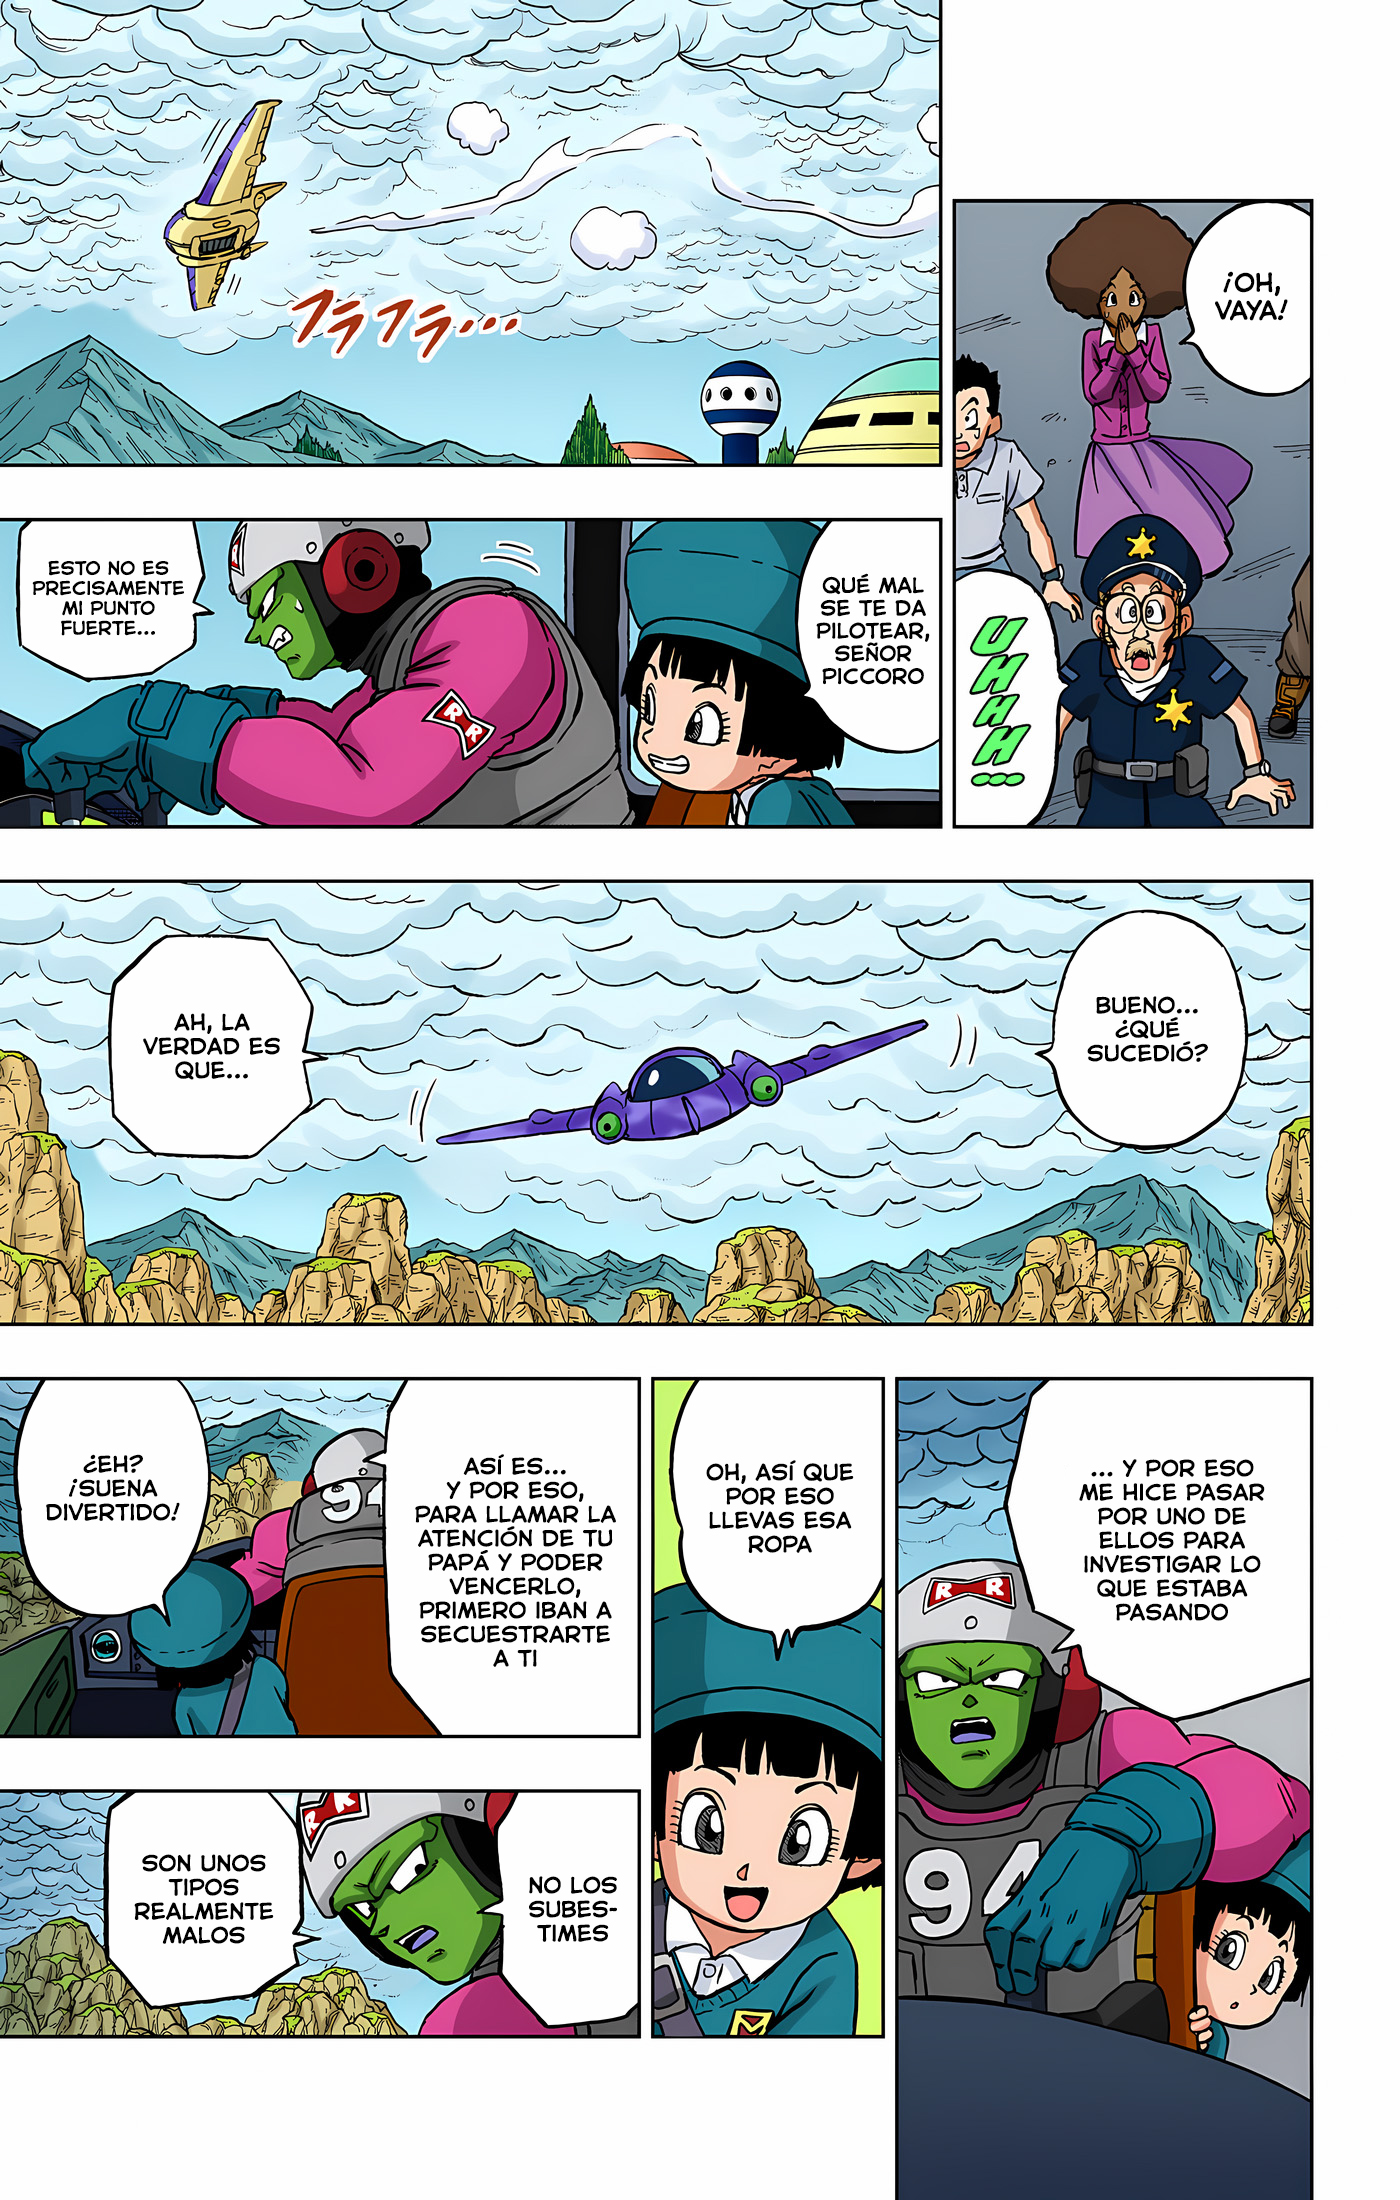 ¡OH,
VAYA!
UHHH...
フラフラ...
QUÉ MAL
SE TE DA
PILOTEAR,
SEÑOR
PICCORO
ESTO NO ES
PRECISAMENTE
MI PUNTO
FUERTE...
R R
BUENO...
¿QUÉ
SUCEDIÓ?
AH, LA
VERDAD ES
QUE...
... Y POR ESO
ME HICE PASAR
POR UNO DE
ELLOS PARA
INVESTIGAR LO
QUE ESTABA
PASANDO
R R
94
OH, ASÍ QUE
POR ESO
LLEVAS ESA
ROPA
ASÍ ES...
Y POR ESO,
PARA LLAMAR LA
ATENCIÓN DE TU
PAPÁ Y PODER
VENCERLO,
PRIMERO IBAN A
SECUESTRARTE
A TI
94
¿EH?
¡SUENA
DIVERTIDO!
NO LOS
SUBES-
TIMES
R R
SON UNOS
TIPOS
REALMENTE
MALOS